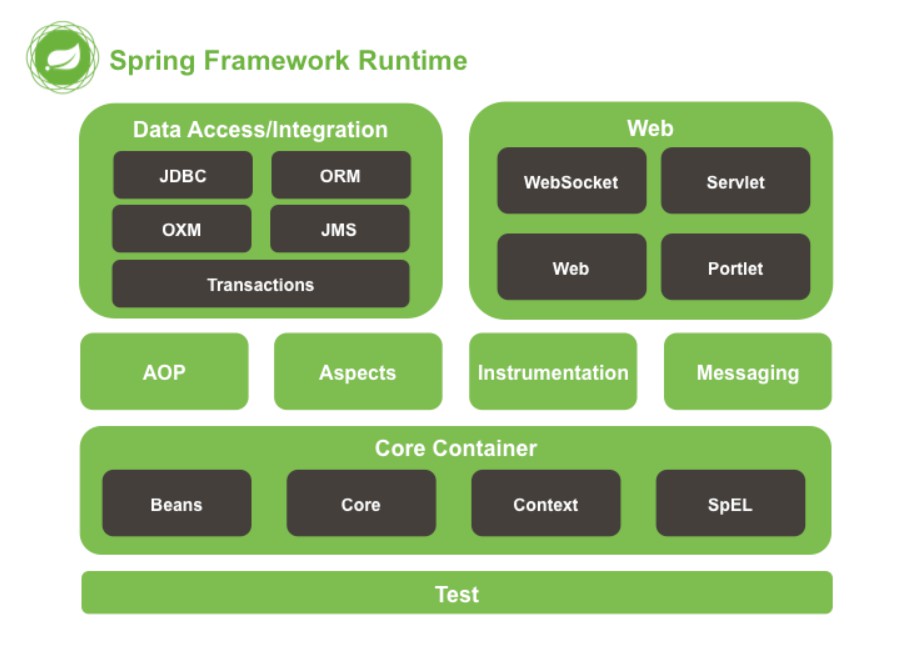 Spring Framework Runtime
Data Access/Integration
JDBC
ORM
OXM
JMS
Transactions
Web
WebSocket
Servlet
Web
Portlet
AOP
Aspects
Instrumentation
Messaging
Core Container
Beans
Core
Context
SpEL
Test